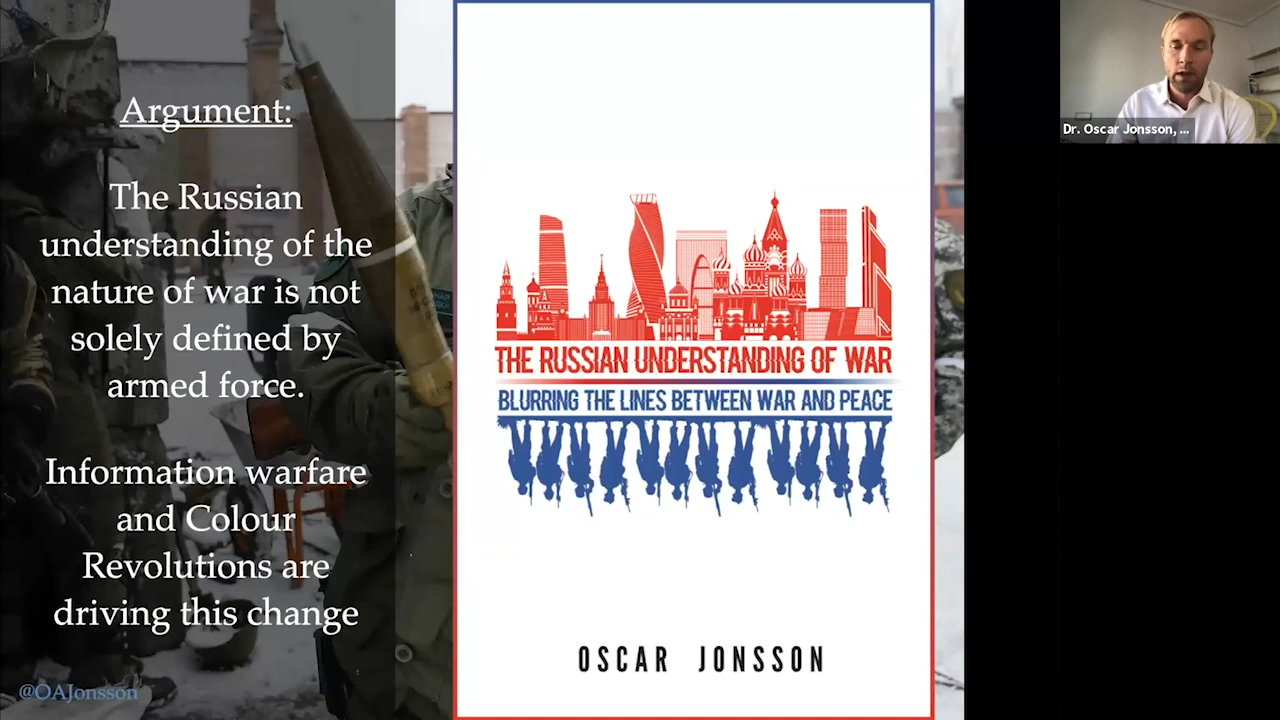 Argument:
The Russian
understanding of the
nature of war is not
solely defined by
armed force.
Information warfare
and Colour
Revolutions are
driving this change
@OAJonsson
THE RUSSIAN UNDERSTANDING OF WAR
BLURRING THE LINES BETWEEN WAR AND PEACE
OSCAR JONSSON
Dr. Oscar Jonsson, ...